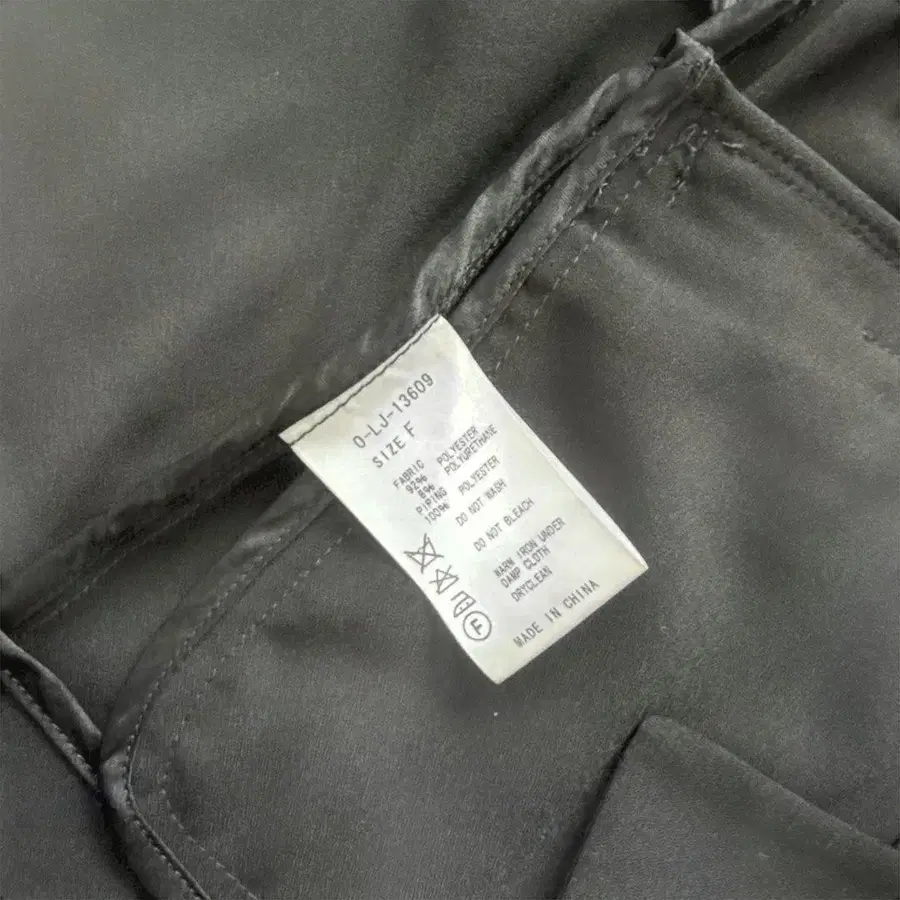 O-LJ-13609
SIZE F
FABRIC
92% POLYESTER
8% POLYURETHANE
PIPING
100% POLYESTER
DO NOT WASH
DO NOT BLEACH
WARM IRON UNDER
DAMP CLOTH
DRYCLEAN
F
MADE IN CHINA